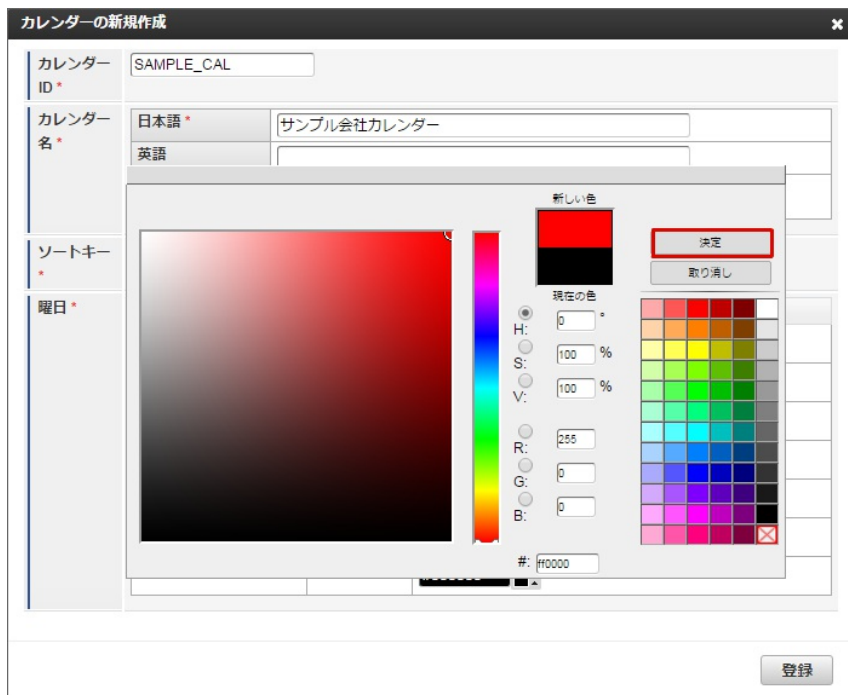 カレンダーの新規作成
カレンダー
ID *
SAMPLE_CAL
カレンダー
名 *
日本語 *
サンプル会社カレンダー
英語
ソートキー
*
曜日 *
新しい色
現在の色
決定
取り消し
H: 0 °
S: 100 %
V: 100 %
R: 255
G: 0
B: 0
#: ff0000
登録